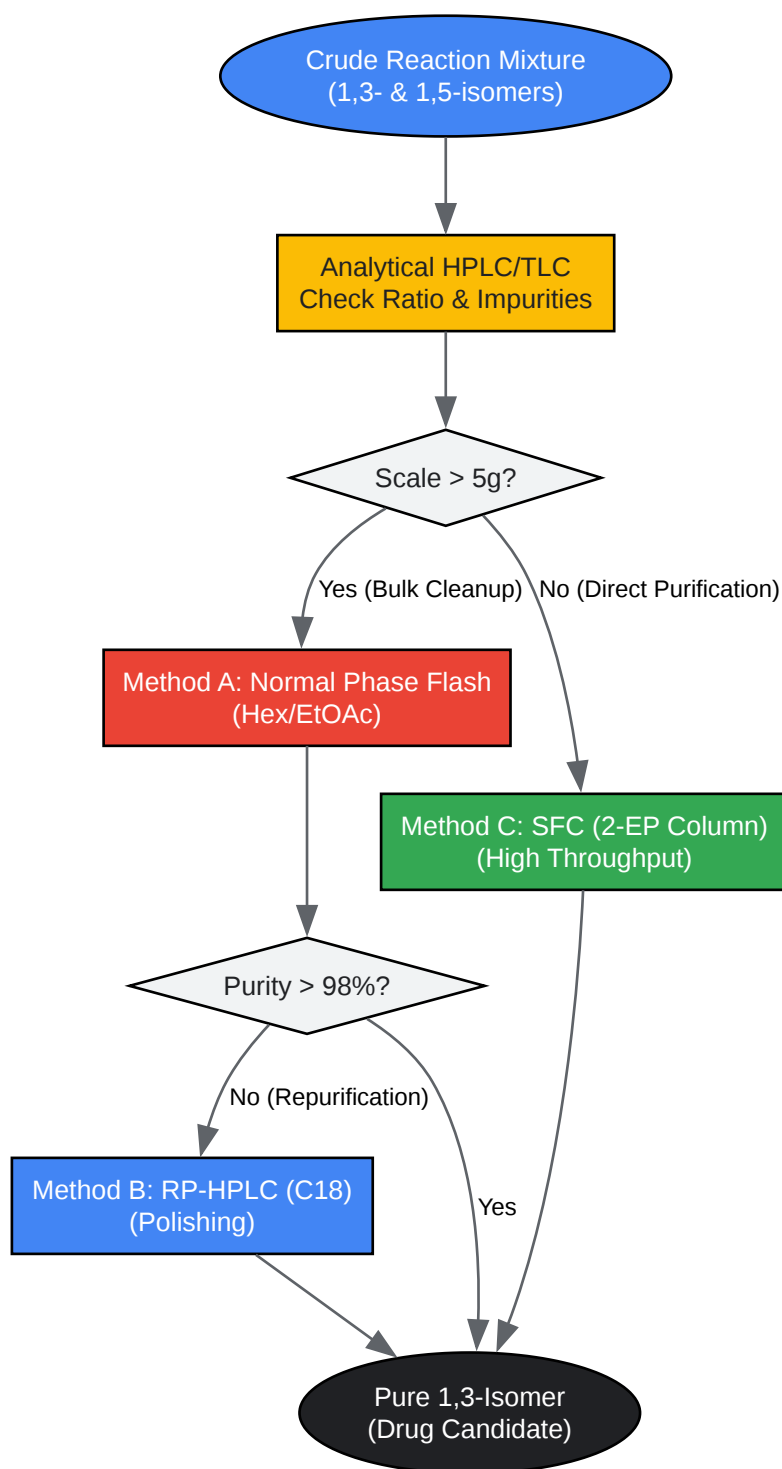 Crude Reaction Mixture
(1,3- & 1,5-isomers)
Analytical HPLC/TLC
Check Ratio & Impurities
Scale > 5g?
Yes (Bulk Cleanup)
No (Direct Purification)
Method A: Normal Phase Flash
(Hex/EtOAc)
Method C: SFC (2-EP Column)
(High Throughput)
Purity > 98%?
No (Repurification)
Method B: RP-HPLC (C18)
(Polishing)
Yes
Pure 1,3-Isomer
(Drug Candidate)